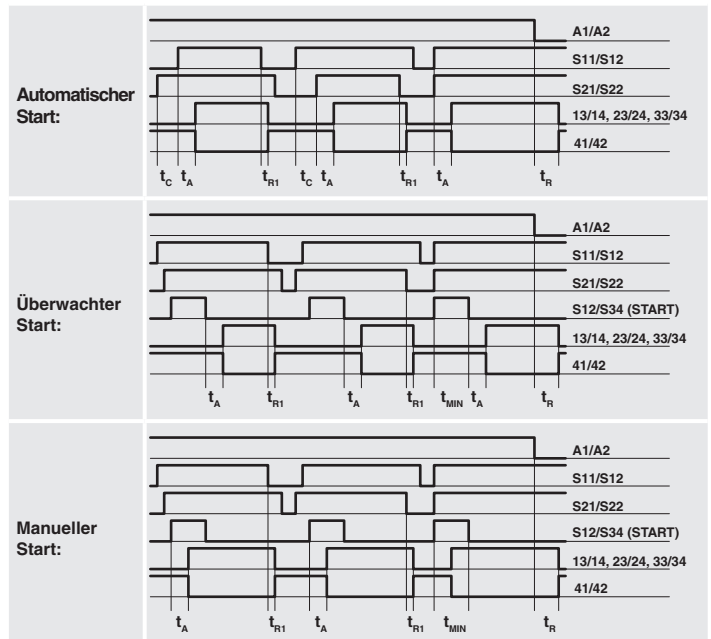 Automatischer
Start:
A1/A2
S11/S12
S21/S22
13/14, 23/24, 33/34
41/42
tC tA tR1 tC tA tR1 tA tR
Überwachter
Start:
A1/A2
S11/S12
S21/S22
S12/S34 (START)
13/14, 23/24, 33/34
41/42
tA tR1 tA tR1 tMIN tA tR
Manueller
Start:
A1/A2
S11/S12
S21/S22
S12/S34 (START)
13/14, 23/24, 33/34
41/42
tA tR1 tA tR1 tMIN tR